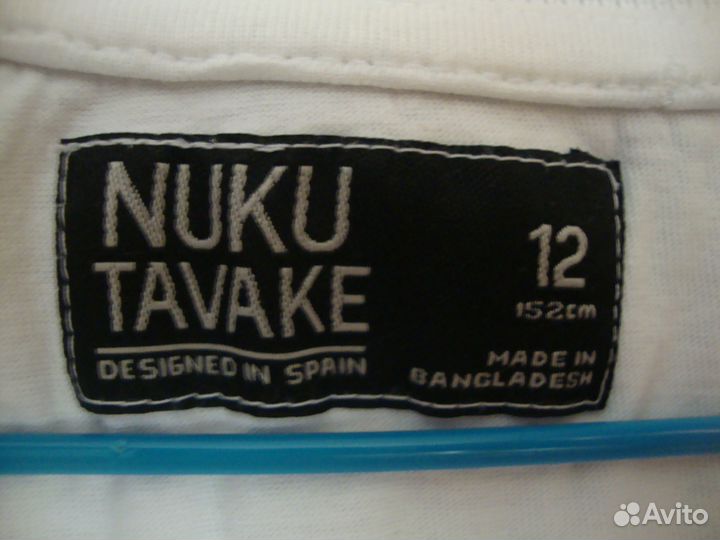 NUKU
TAVAKE
DESIGNED IN SPAIN
12
152cm
MADE IN
BANGLADESH
Avito